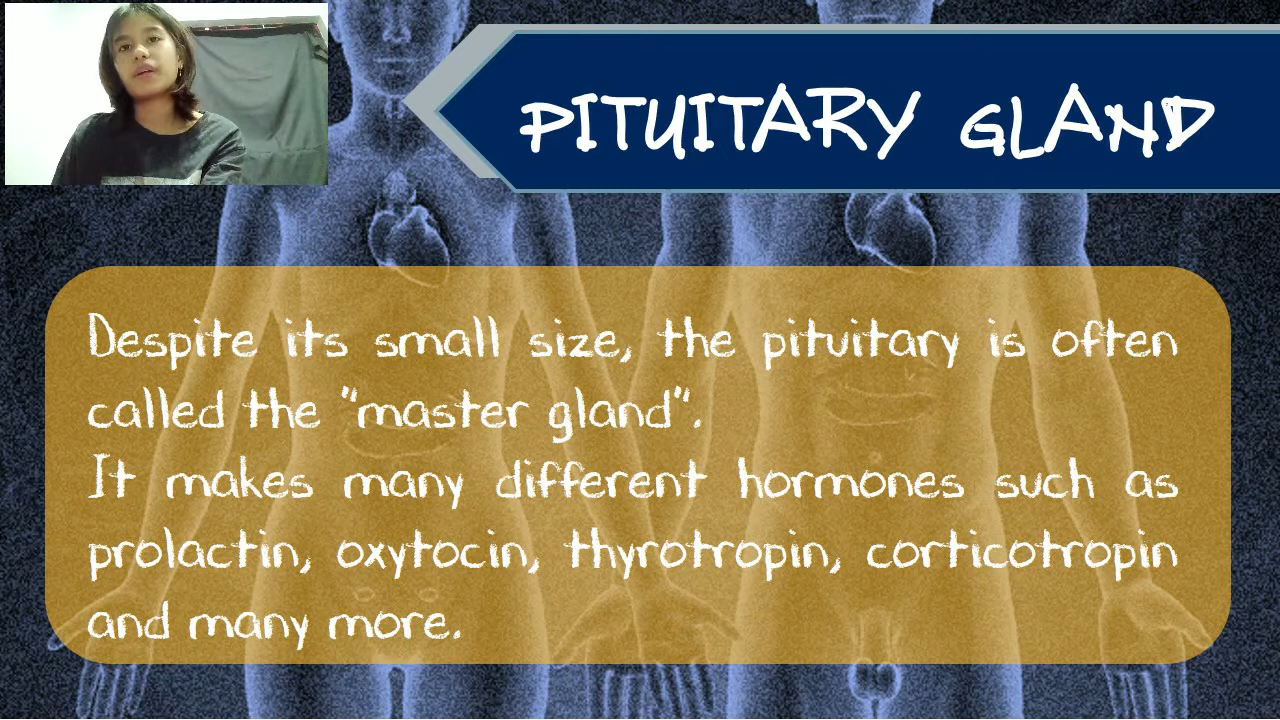 PITUITARY GLAND
Despite its small size, the pituitary is often
called the "master gland".
It makes many different hormones such as
prolactin, oxytocin, thyrotropin, corticotropin
and many more.